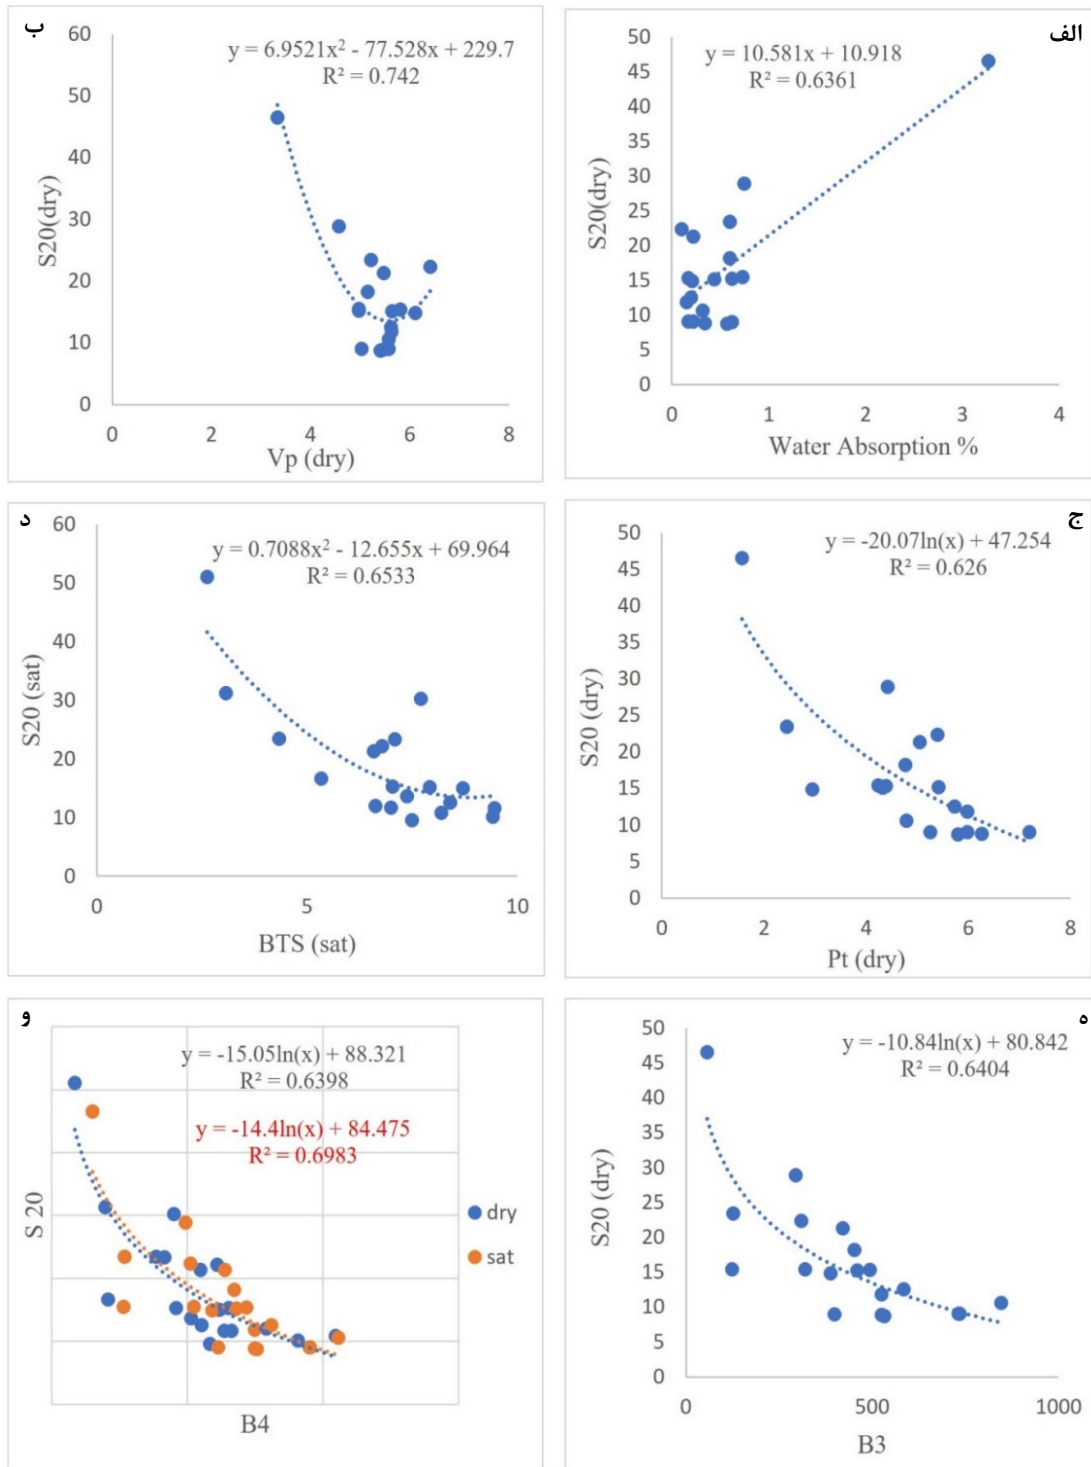 الف
y = 10.581x + 10.918
R² = 0.6361
50
45
40
35
30
25
20
15
10
5
0
S20(dry)
0 1 2 3 4
Water Absorption %
ب
y = 6.9521x² - 77.528x + 229.7
R² = 0.742
60
50
40
30
20
10
0
S20(dry)
0 2 4 6 8
Vp (dry)
ج
y = -20.07ln(x) + 47.254
R² = 0.626
50
45
40
35
30
25
20
15
10
5
0
S20 (dry)
0 2 4 6 8
Pt (dry)
د
y = 0.7088x² - 12.655x + 69.964
R² = 0.6533
60
50
40
30
20
10
0
S20 (sat)
0 5 10
BTS (sat)
ه
y = -10.84ln(x) + 80.842
R² = 0.6404
50
45
40
35
30
25
20
15
10
5
0
S20 (dry)
0 500 1000
B3
و
y = -15.05ln(x) + 88.321
R² = 0.6398
y = -14.4ln(x) + 84.475
R² = 0.6983
S 20
dry
sat
B4